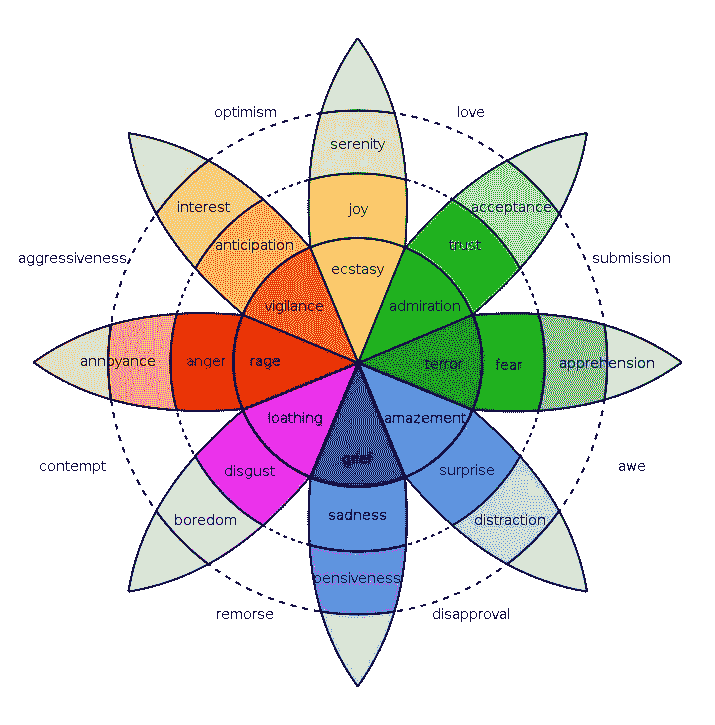 optimism
love
serenity
interest
acceptance
joy
anticipation
trust
aggressiveness
submission
ecstasy
vigilance
admiration
annoyance
anger
rage
terror
fear
apprehension
loathing
amazement
grief
contempt
disgust
surprise
awe
boredom
sadness
distraction
pensiveness
remorse
disapproval